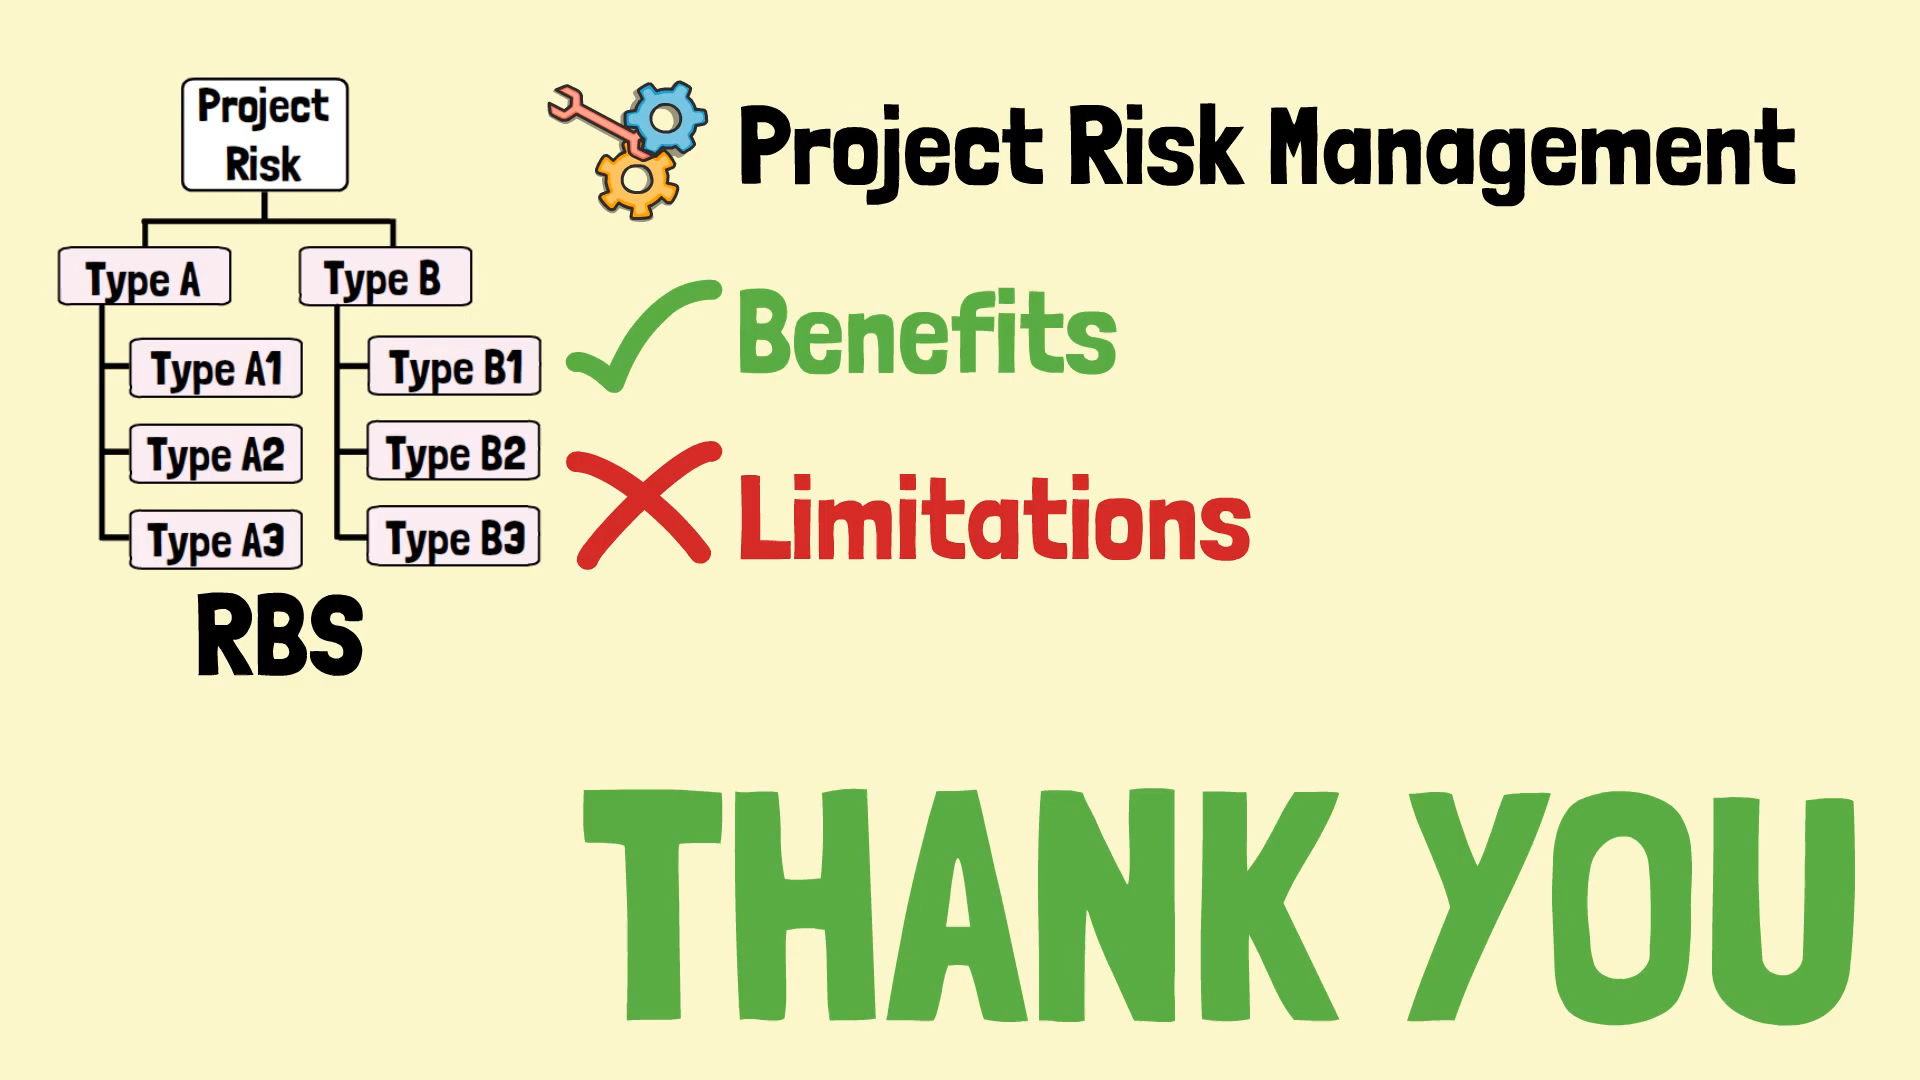 Project
Risk
Type A
Type B
Type A1
Type B1
Type A2
Type B2
Type A3
Type B3
RBS
Project Risk Management
Benefits
Limitations
THANK YOU